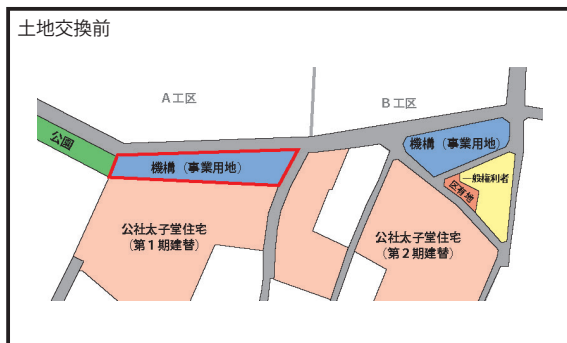 土地交換前
A工区
B工区
公園
機構（事業用地）
機構（事業用地）
一般権利者
区有地
公社太子堂住宅
（第１期建替）
公社太子堂住宅
（第２期建替）